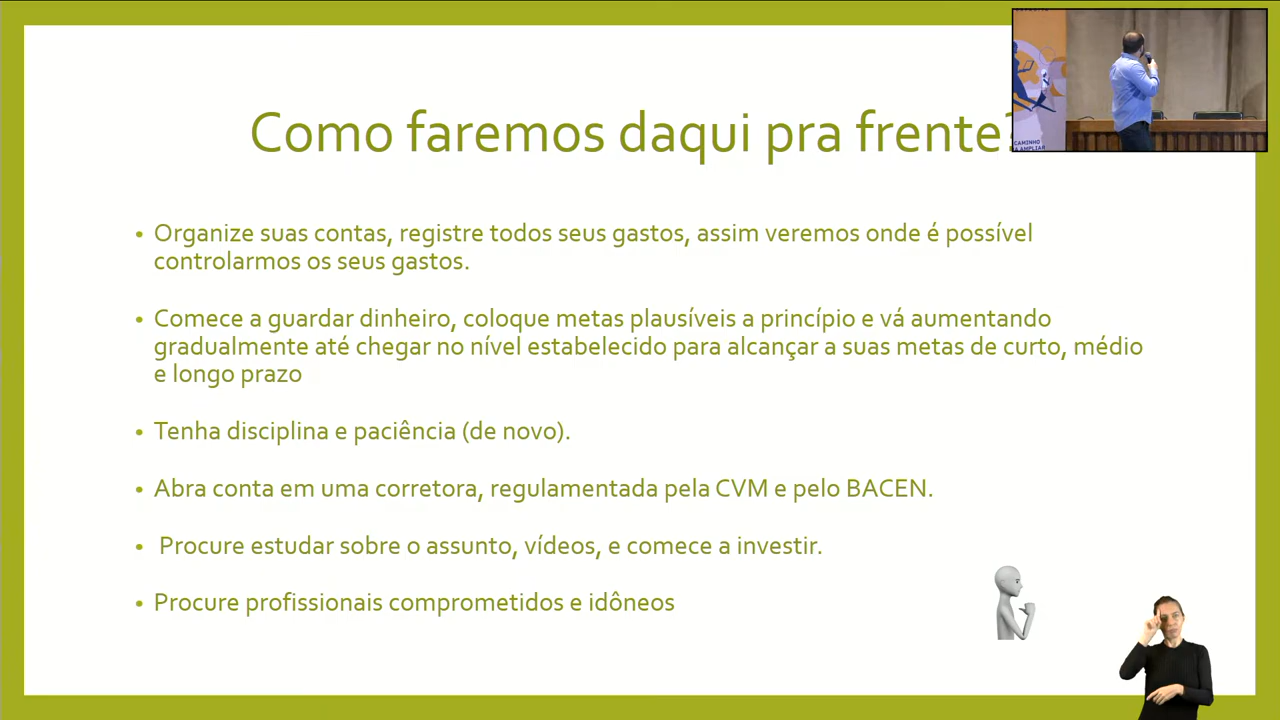 Como faremos daqui pra frente?
CAMINHO
A AMPLIAR
• Organize suas contas, registre todos seus gastos, assim veremos onde é possível
controlarmos os seus gastos.
• Comece a guardar dinheiro, coloque metas plausíveis a princípio e vá aumentando
gradualmente até chegar no nível estabelecido para alcançar a suas metas de curto, médio
e longo prazo
• Tenha disciplina e paciência (de novo).
• Abra conta em uma corretora, regulamentada pela CVM e pelo BACEN.
• Procure estudar sobre o assunto, vídeos, e comece a investir.
• Procure profissionais comprometidos e idôneos